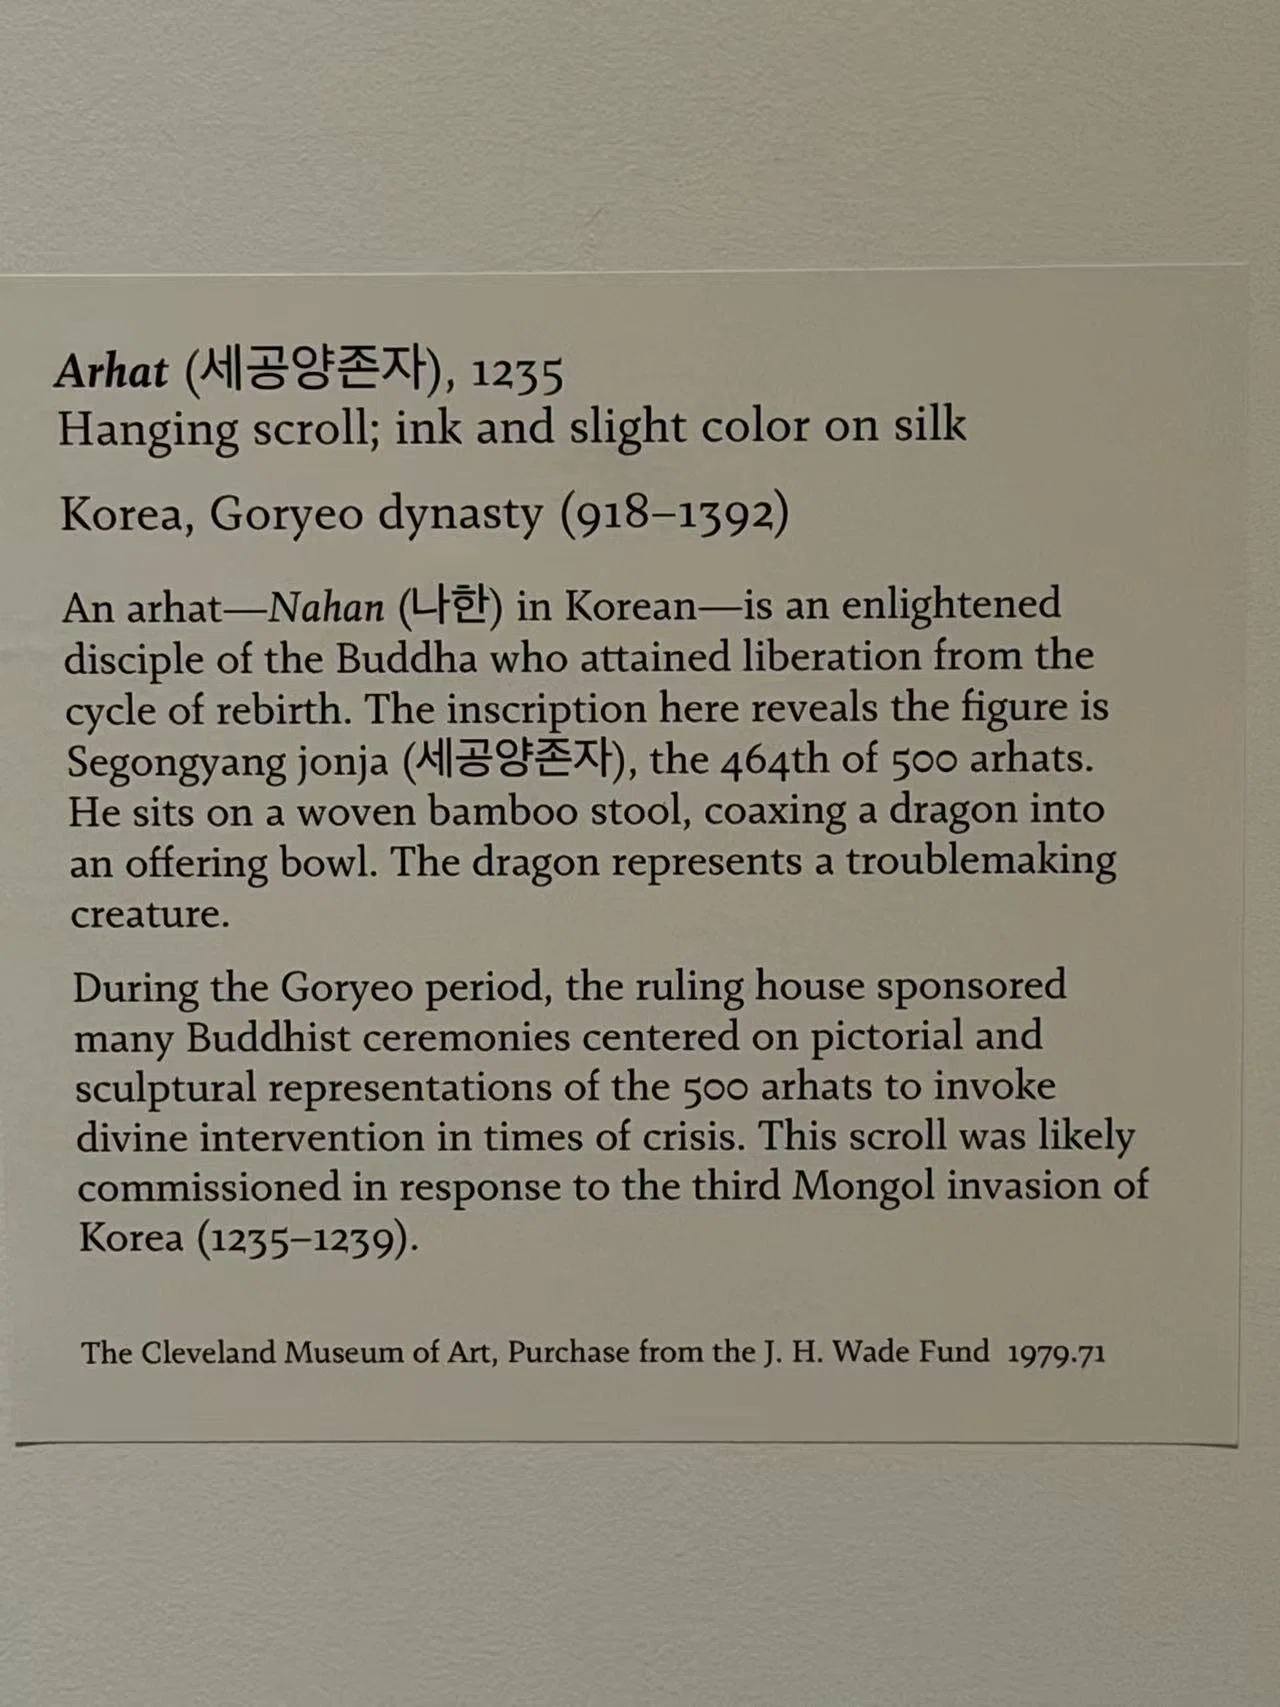 Arhat (세공양존자), 1235
Hanging scroll; ink and slight color on silk
Korea, Goryeo dynasty (918–1392)
An arhat—Nahan (나한) in Korean—is an enlightened
disciple of the Buddha who attained liberation from the
cycle of rebirth. The inscription here reveals the figure is
Segongyang jonja (세공양존자), the 464th of 500 arhats.
He sits on a woven bamboo stool, coaxing a dragon into
an offering bowl. The dragon represents a troublemaking
creature.
During the Goryeo period, the ruling house sponsored
many Buddhist ceremonies centered on pictorial and
sculptural representations of the 500 arhats to invoke
divine intervention in times of crisis. This scroll was likely
commissioned in response to the third Mongol invasion of
Korea (1235–1239).
The Cleveland Museum of Art, Purchase from the J. H. Wade Fund 1979.71